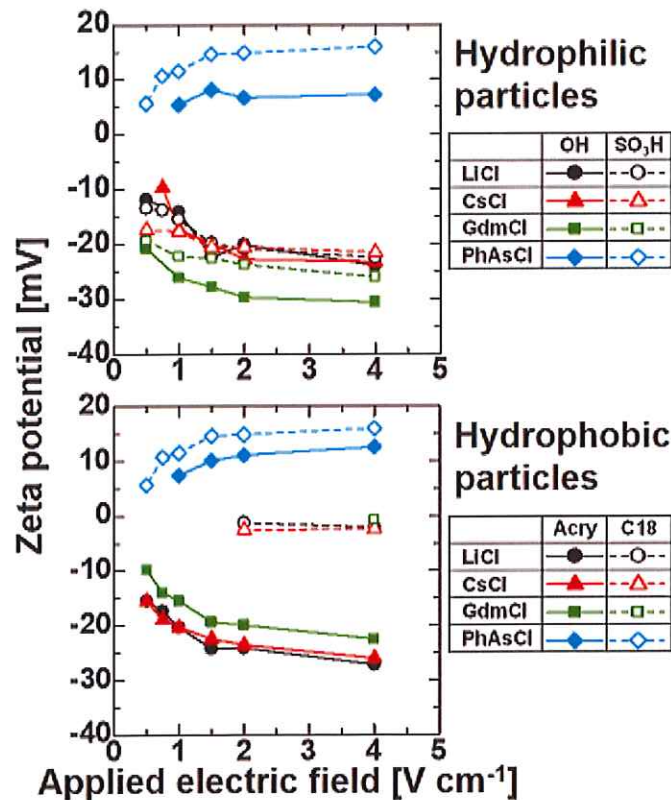 20
10
0
-10
-20
-30
-40
0 1 2 3 4 5
Hydrophilic
particles
OH SO₃H
LiCl
CsCl
GdmCl
PhAsCl
20
10
0
-10
-20
-30
-40
0 1 2 3 4 5
Hydrophobic
particles
Acry C18
LiCl
CsCl
GdmCl
PhAsCl
Zeta potential [mV]
Applied electric field [V cm⁻¹]